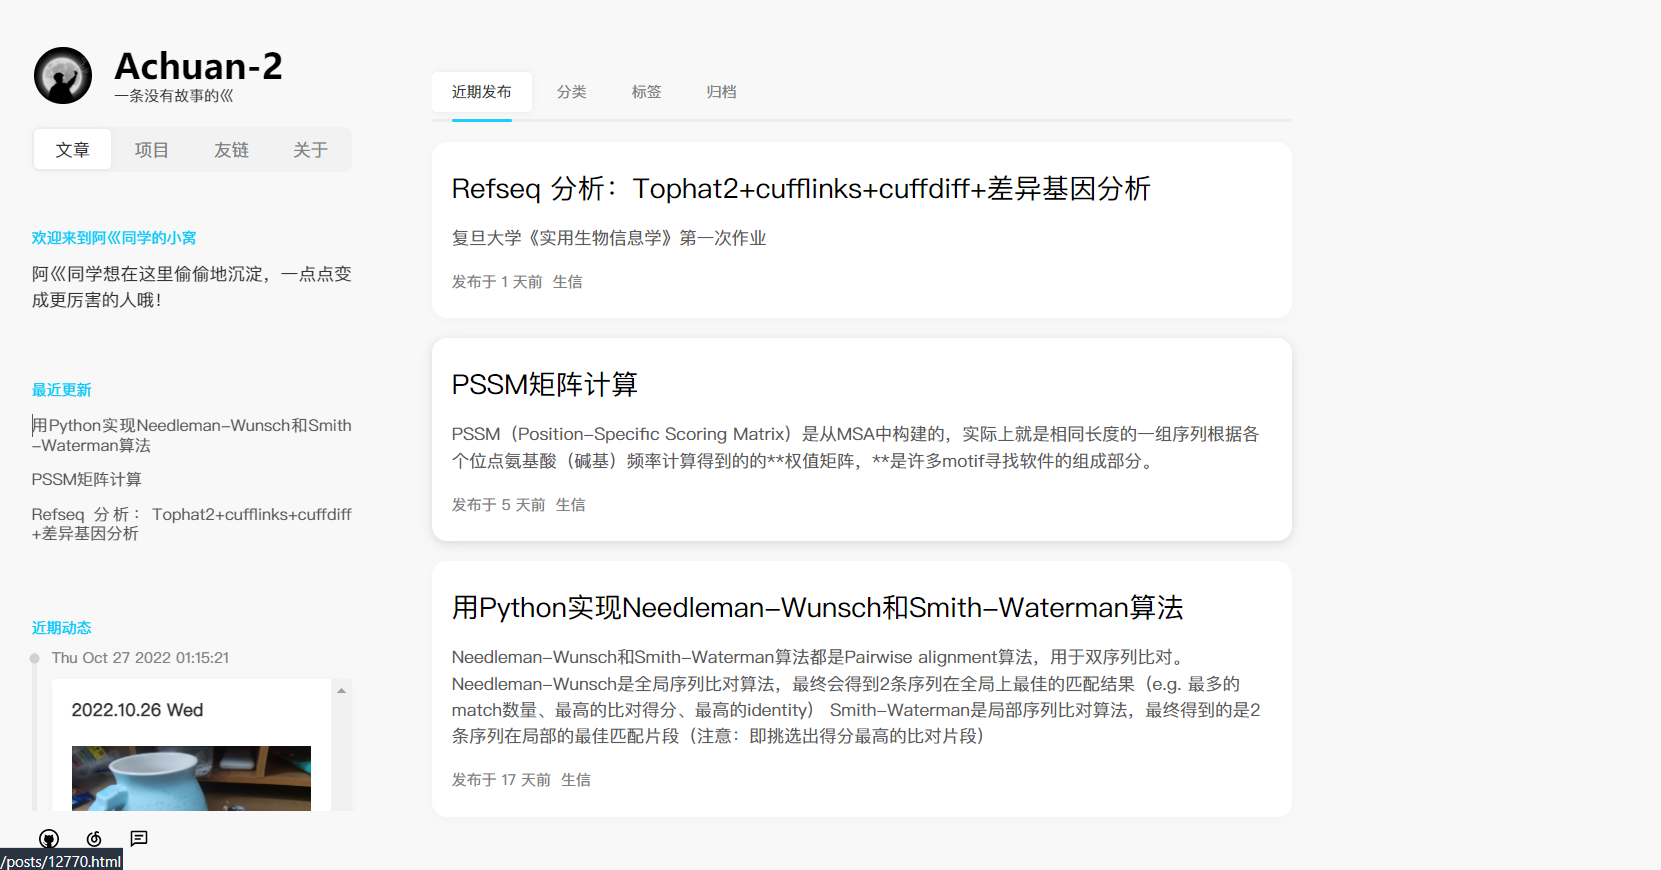 Achuan-2
一条没有故事的巛
文章 项目 友链 关于
欢迎来到阿巛同学的小窝
阿巛同学想在这里偷偷地沉淀，一点点变
成更厉害的人哦！
最近更新
用Python实现Needleman-Wunsch和Smith
-Waterman算法
PSSM矩阵计算
Refseq 分析：Tophat2+cufflinks+cuffdiff
+差异基因分析
近期动态
Thu Oct 27 2022 01:15:21
2022.10.26 Wed
/posts/12770.html
近期发布 分类 标签 归档
Refseq 分析：Tophat2+cufflinks+cuffdiff+差异基因分析
复旦大学《实用生物信息学》第一次作业
发布于 1 天前 生信
PSSM矩阵计算
PSSM（Position-Specific Scoring Matrix）是从MSA中构建的，实际上就是相同长度的一组序列根据各
个位点氨基酸（碱基）频率计算得到的的**权值矩阵，**是许多motif寻找软件的组成部分。
发布于 5 天前 生信
用Python实现Needleman-Wunsch和Smith-Waterman算法
Needleman-Wunsch和Smith-Waterman算法都是Pairwise alignment算法，用于双序列比对。
Needleman-Wunsch是全局序列比对算法，最终会得到2条序列在全局上最佳的匹配结果（e.g. 最多的
match数量、最高的比对得分、最高的identity） Smith-Waterman是局部序列比对算法，最终得到的是2
条序列在局部的最佳匹配片段（注意：即挑选出得分最高的比对片段）
发布于 17 天前 生信